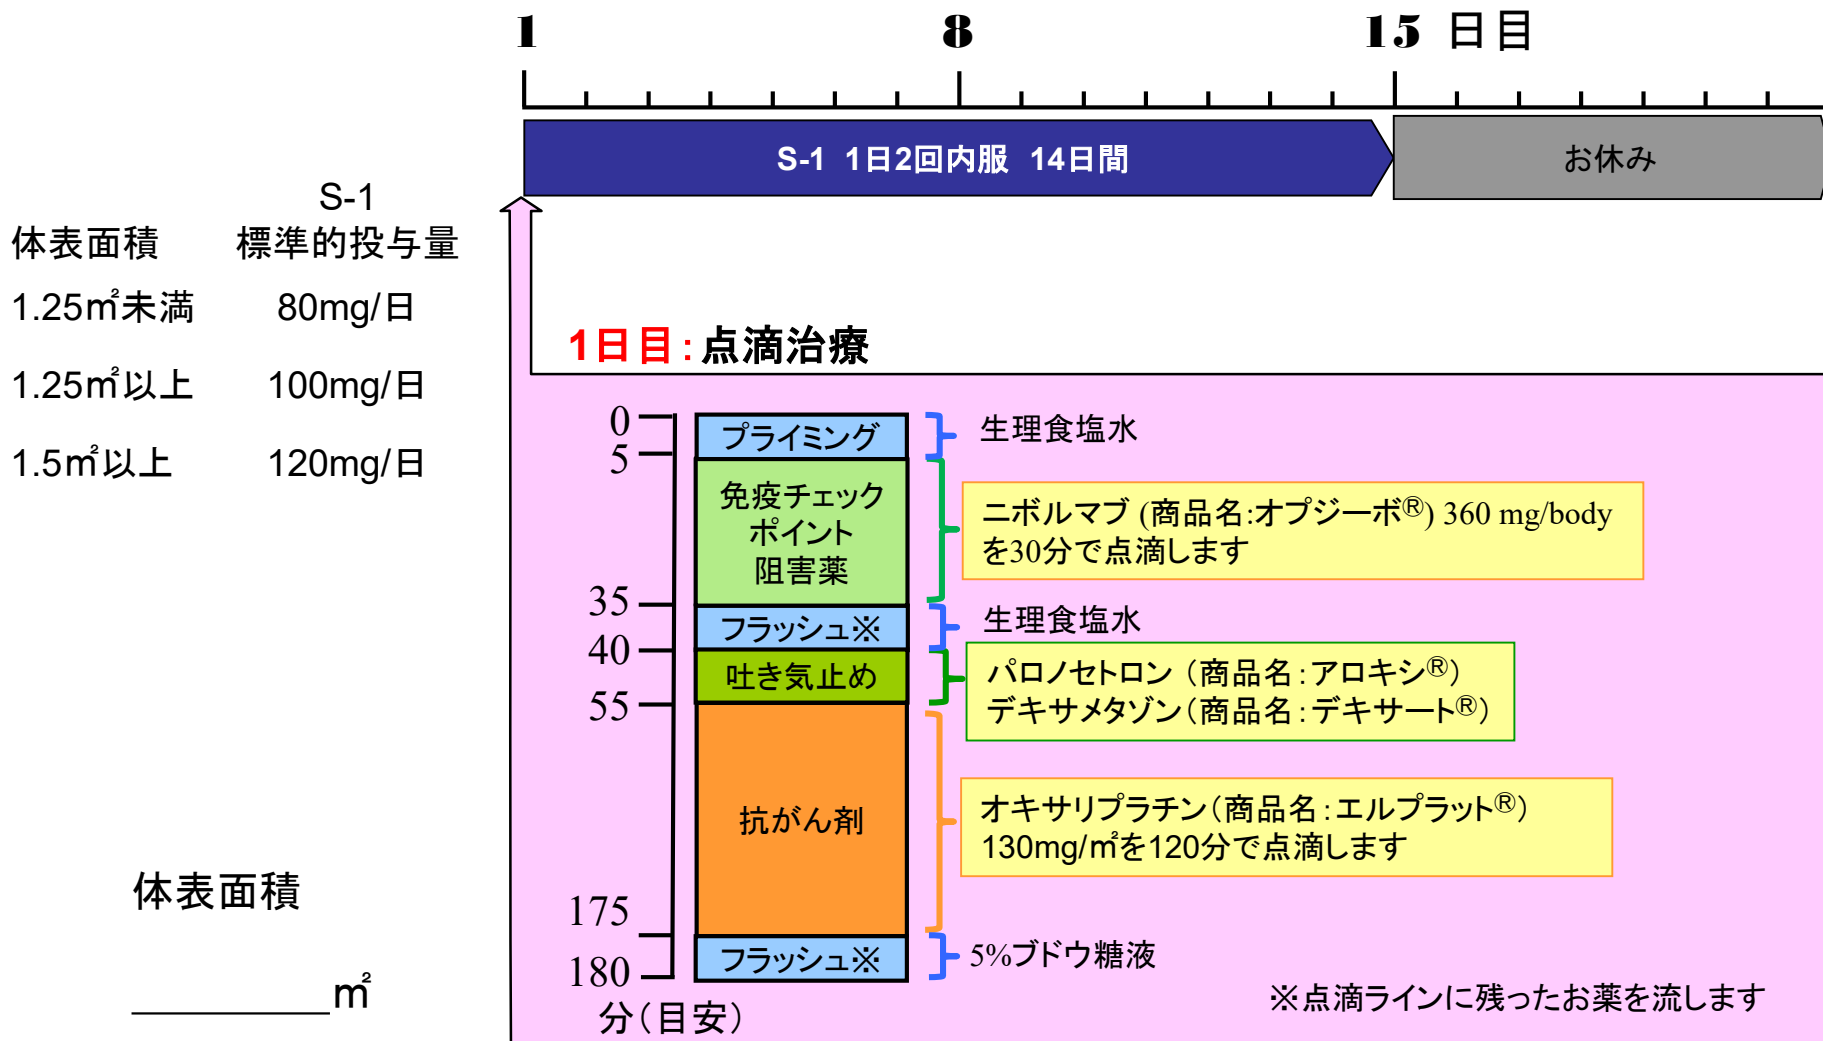 1 8 15 日目
S-1 1日2回内服 14日間
お休み
S-1
体表面積 標準的投与量
1.25㎡未満 80mg/日
1.25㎡以上 100mg/日
1.5㎡以上 120mg/日
1日目：点滴治療
0
プライミング
生理食塩水
5
免疫チェック
ポイント
阻害薬
ニボルマブ (商品名:オプジーボ®) 360 mg/body
を30分で点滴します
35
フラッシュ※
生理食塩水
40
吐き気止め
パロノセトロン （商品名：アロキシ®）
デキサメタゾン（商品名：デキサート®）
55
抗がん剤
オキサリプラチン（商品名：エルプラット®）
130mg/㎡を120分で点滴します
175
フラッシュ※
5%ブドウ糖液
180
分（目安）
※点滴ラインに残ったお薬を流します
体表面積
㎡